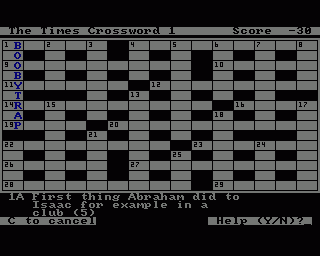 The Times Crossword 1 Score -30
1 B 2 3 4 5 6 7 8
O
9 O 10
B
11 Y 12
T 13
14 R 15 16 17
A 18
19 P 20
21
22 23 24
25
26 27
28 29
1A First thing Abraham did to
Isaac for example in a
club (5)
C to cancel Help (Y/N)?